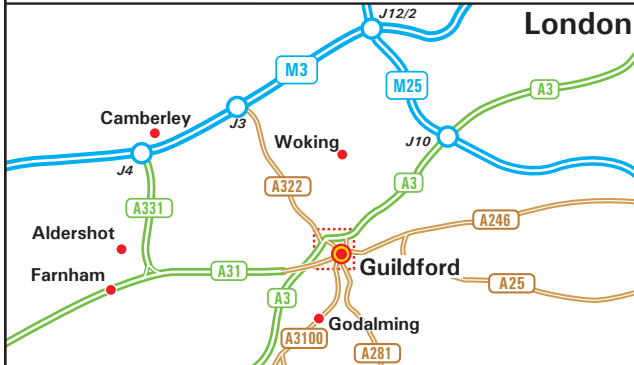 J12/2
London
M3
M25
A3
Camberley
J3
Woking
J10
J4
A322
A3
A331
A246
Aldershot
Guildford
Farnham
A31
A25
A3
Godalming
A3100
A281